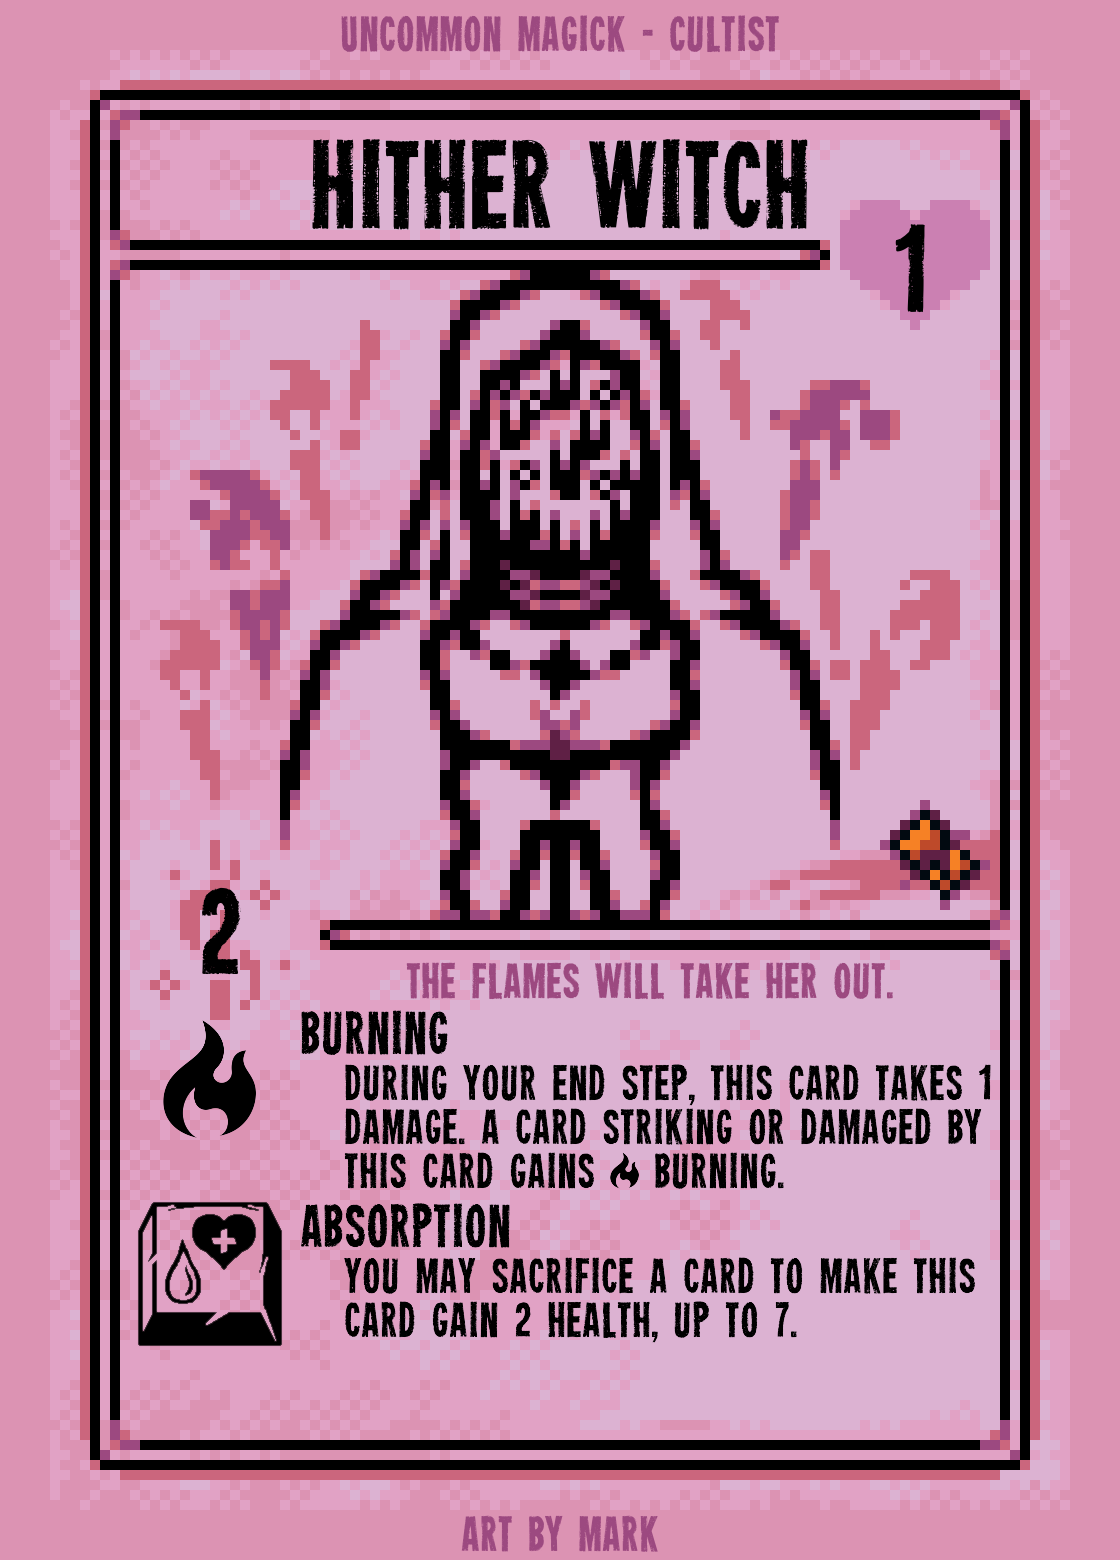 UNCOMMON MAGICK - CULTIST
HITHER WITCH
1
2
THE FLAMES WILL TAKE HER OUT.
BURNING
DURING YOUR END STEP, THIS CARD TAKES 1
DAMAGE. A CARD STRIKING OR DAMAGED BY
THIS CARD GAINS BURNING.
ABSORPTION
YOU MAY SACRIFICE A CARD TO MAKE THIS
CARD GAIN 2 HEALTH, UP TO 7.
ART BY MARK